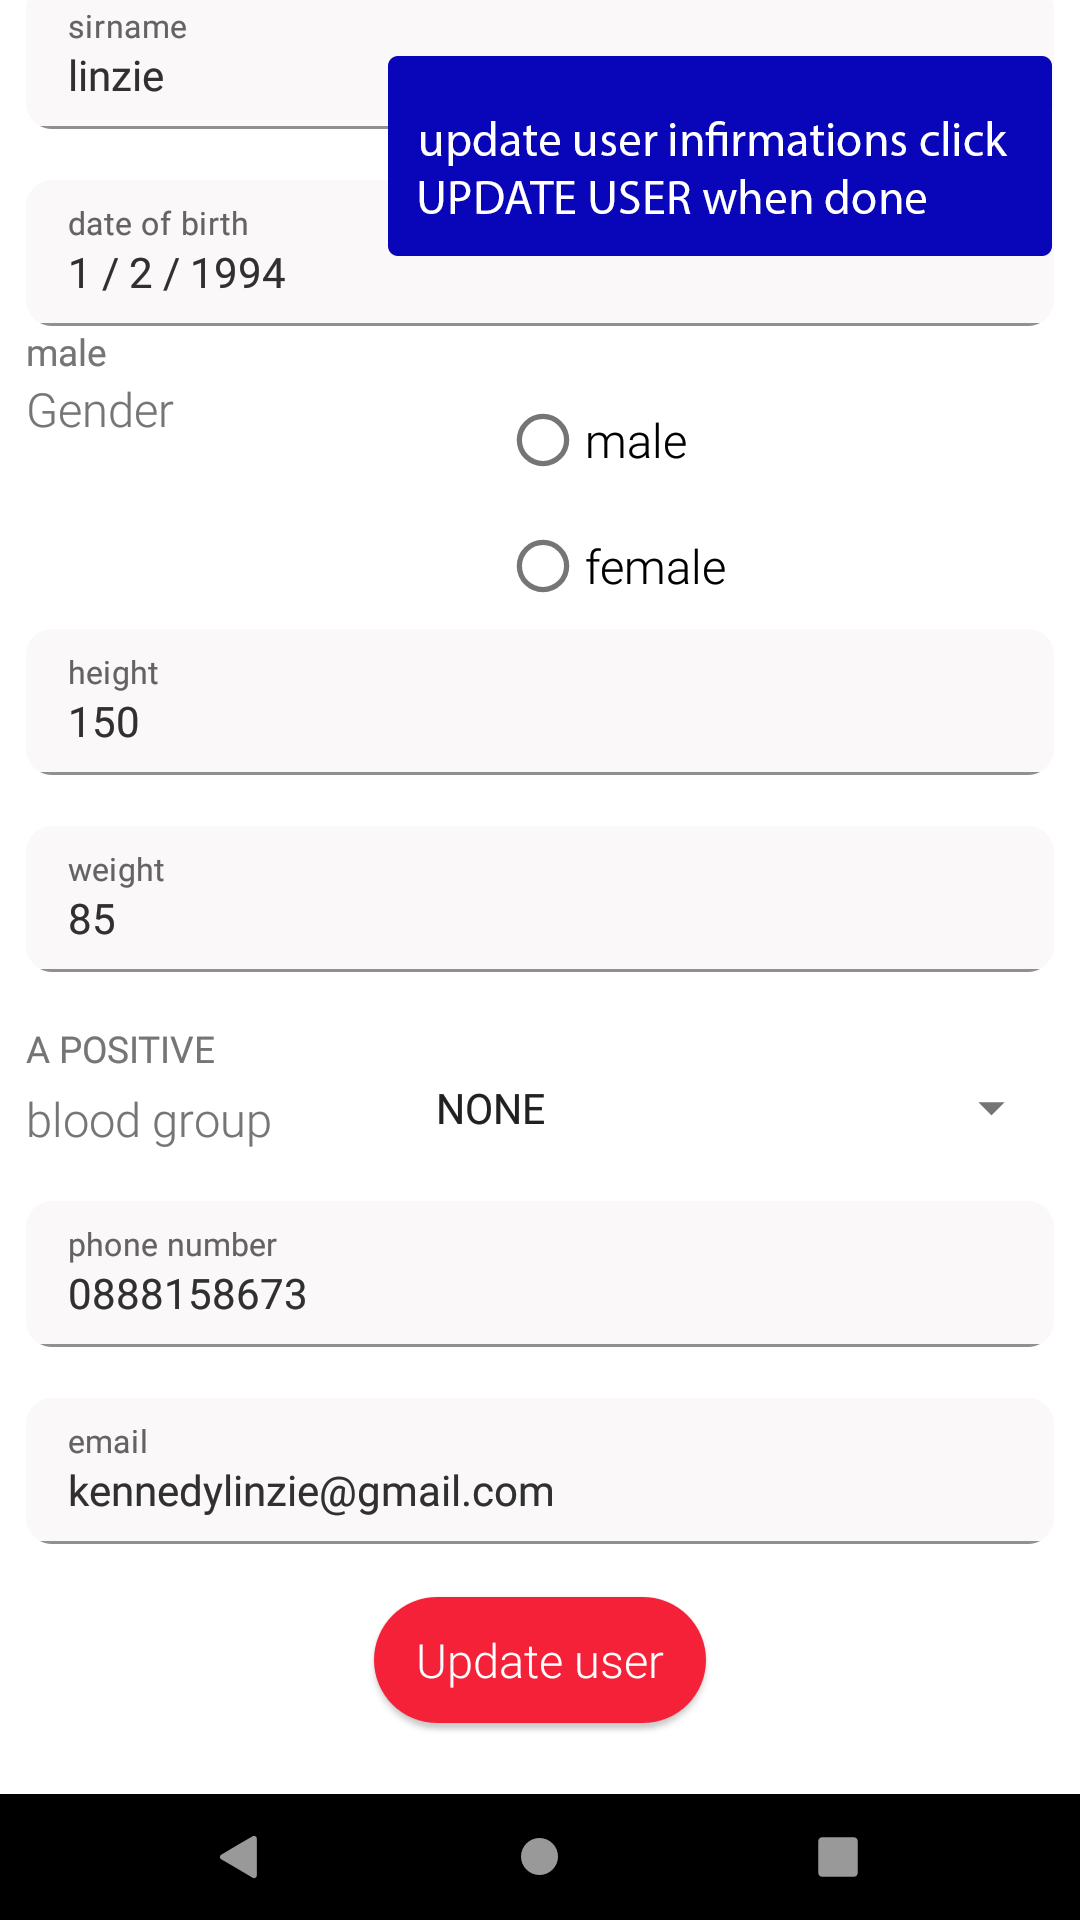 sirname
linzie
update user infirmations click
UPDATE USER when done
date of birth
1 / 2 / 1994
male
Gender
male
female
height
150
weight
85
A POSITIVE
blood group
NONE
phone number
0888158673
email
kennedylinzie@gmail.com
Update user